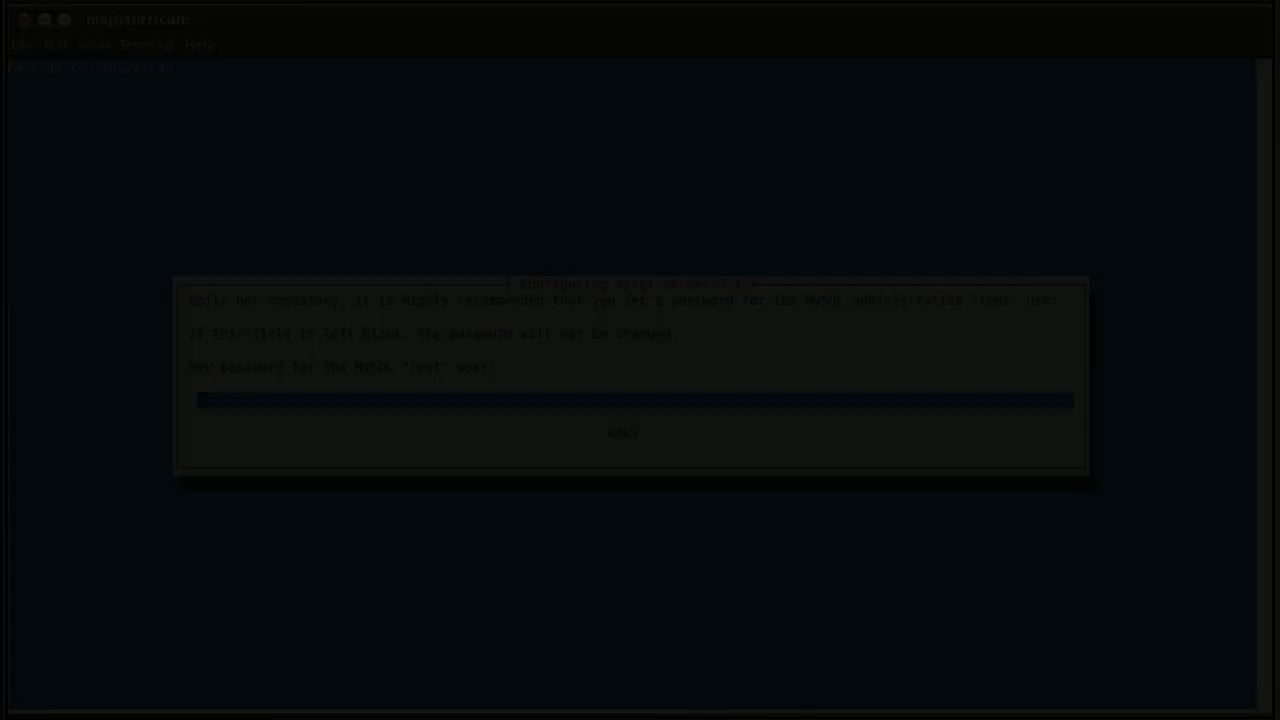 msj@turrican: ~
File Edit View Terminal Help
Package configuration
Configuring mysql-server-5.1
While not mandatory, it is highly recommended that you set a password for the MySQL administrative "root" user.
If this field is left blank, the password will not be changed.
New password for the MySQL "root" user:
<Ok>